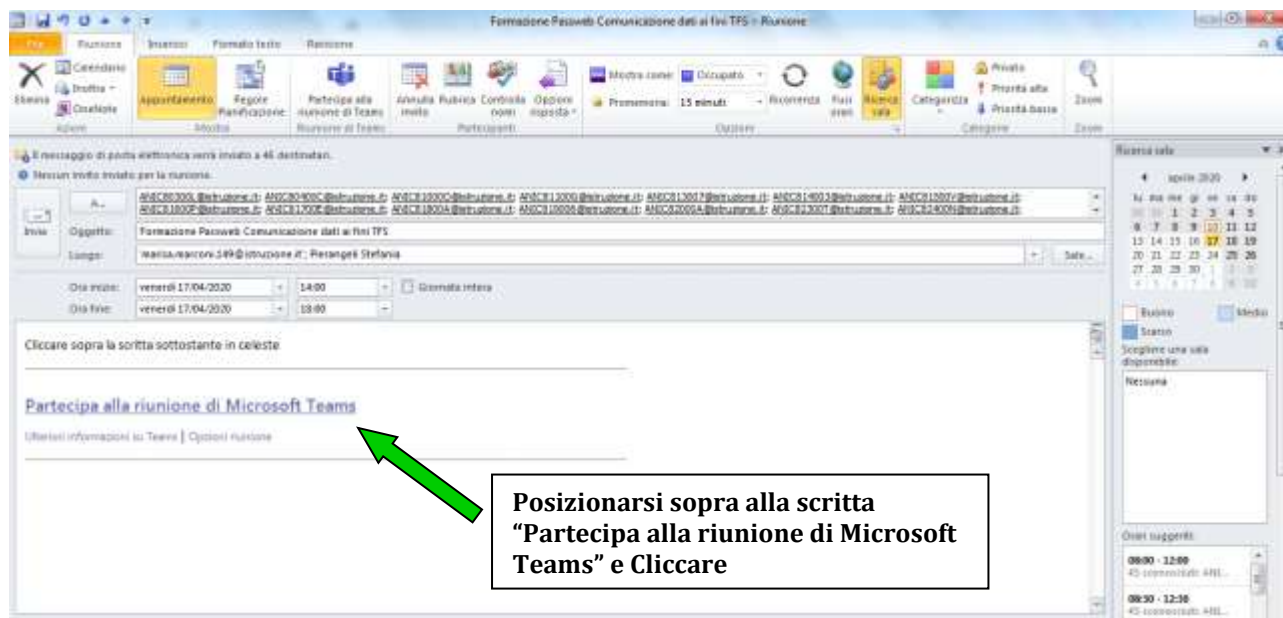 Formazione Passweb Comunicazione dati ai fini TFS - Riunione
File Riunione Inserisci Formato testo Revisione
Elimina
Calendario
Inoltra
OneNote
Azioni
Appuntamento
Regole Pianificazione
Mostra
Partecipa alla riunione di Teams
Riunione di Teams
Annulla invito
Rubrica
Controlla nomi
Opzioni risposta
Partecipanti
Mostra come: Occupato
Promemoria: 15 minuti
Ricorrenza
Fusi orari
Ricerca sala
Opzioni
Categorizza
Privato
Priorità alta
Priorità bassa
Categorie
Zoom
Zoom
Il messaggio di posta elettronica verrà inviato a 46 destinatari.
Nessun invito inviato per la riunione.
Invia
A...
Oggetto: Formazione Passweb Comunicazione dati ai fini TFS
Luogo: 'marisa.marconi.149@istruzione.it'; Pierangeli Stefania
Sale...
Ora inizio: venerdì 17/04/2020 14:00 Giornata intera
Ora fine: venerdì 17/04/2020 18:00
Cliccare sopra la scritta sottostante in celeste
Partecipa alla riunione di Microsoft Teams
Ulteriori informazioni su Teams | Opzioni riunione
Posizionarsi sopra alla scritta
“Partecipa alla riunione di Microsoft
Teams” e Cliccare
Ricerca sala
aprile 2020
lu ma me gi ve sa do
1 2 3 4 5
6 7 8 9 10 11 12
13 14 15 16 17 18 19
20 21 22 23 24 25 26
27 28 29 30
Buono Medio
Scarso
Scegliere una sala
disponibile:
Nessuna
Orari suggeriti:
08:00 - 12:00
08:30 - 12:30